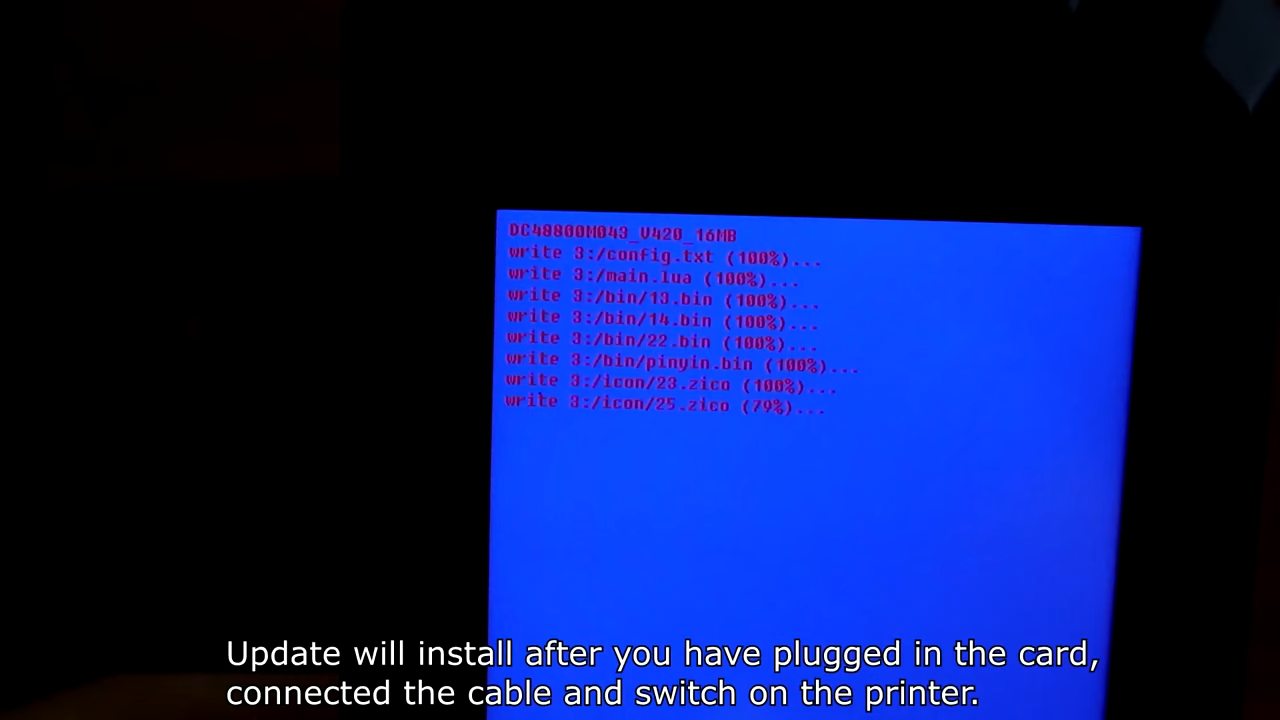 DC48800M043_V420_16MB
write 3:/config.txt (100%)...
write 3:/main.lua (100%)...
write 3:/bin/13.bin (100%)...
write 3:/bin/14.bin (100%)...
write 3:/bin/22.bin (100%)...
write 3:/bin/pinyin.bin (100%)...
write 3:/icon/23.zico (100%)...
write 3:/icon/25.zico (79%)...
Update will install after you have plugged in the card,
connected the cable and switch on the printer.